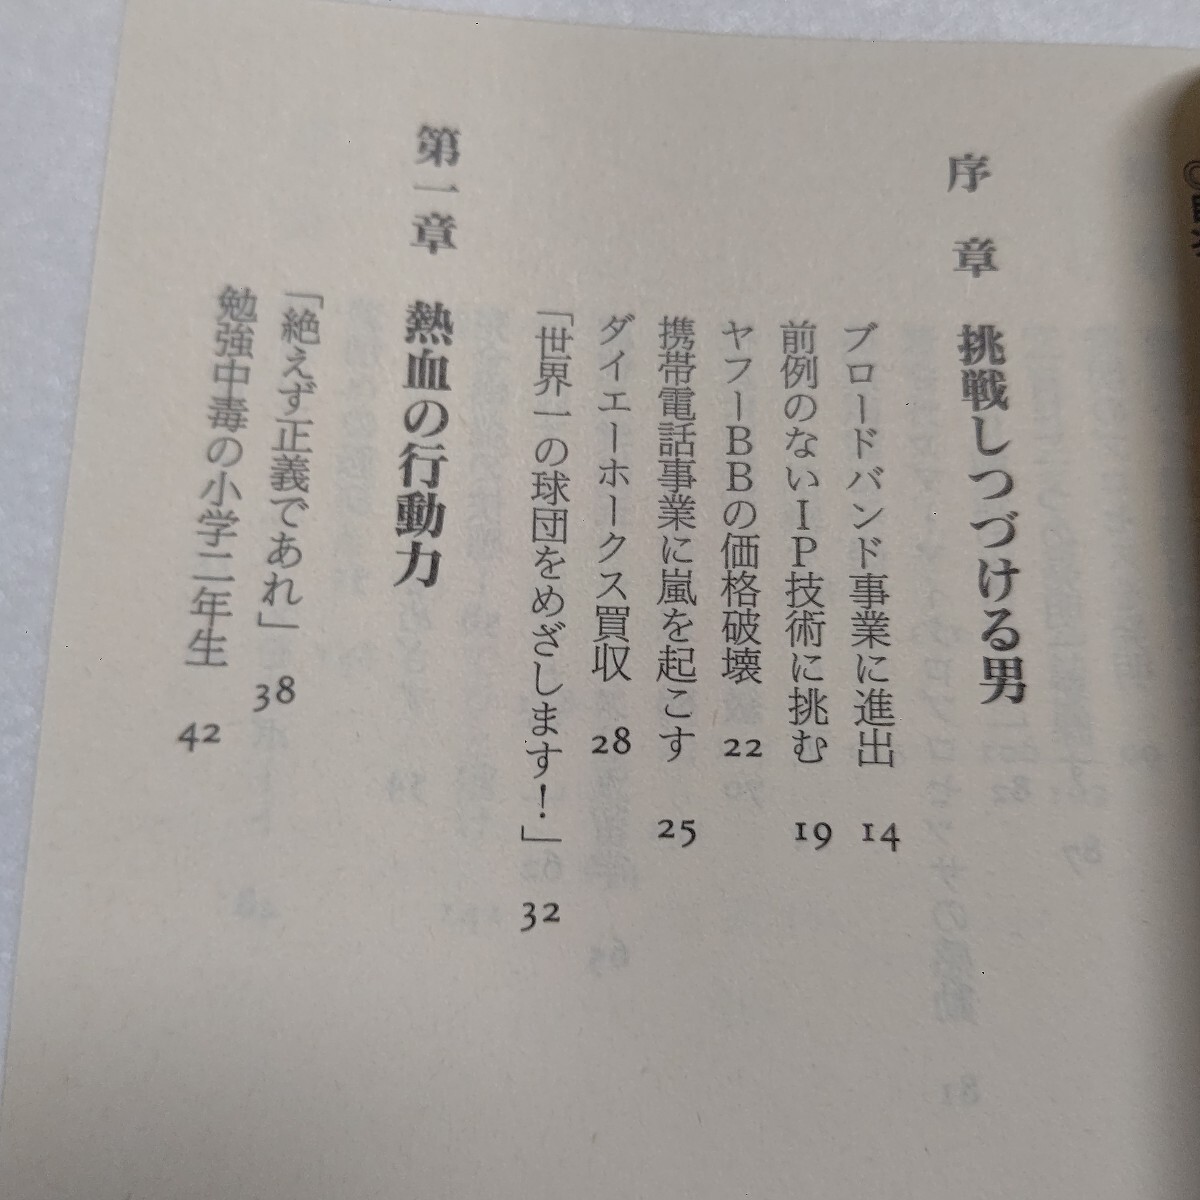 序章 挑戦しつづける男
ブロードバンド事業に進出 14
前例のないIP技術に挑む 19
ヤフーBBの価格破壊 22
携帯電話事業に嵐を起こす 25
ダイエーホークス買収 28
「世界一の球団をめざします！」 32
第一章 熱血の行動力
「絶えず正義であれ」 38
勉強中毒の小学二年生 42